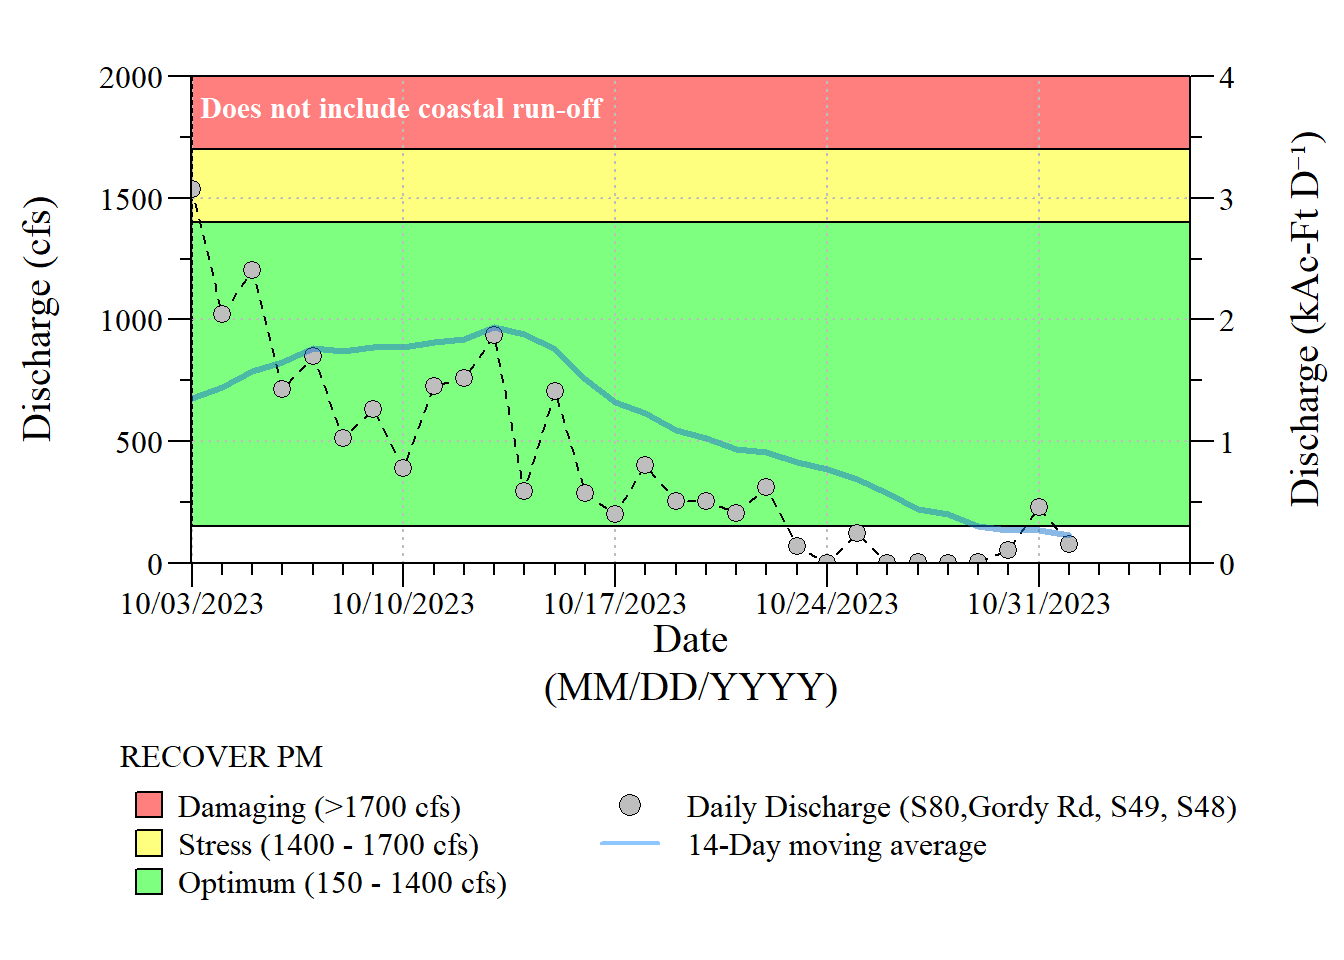 Does not include coastal run-off
2000
1500
1000
500
0
4
3
2
1
0
Discharge (cfs)
Discharge (kAc-Ft D⁻¹)
10/03/2023 10/10/2023 10/17/2023 10/24/2023 10/31/2023
Date
(MM/DD/YYYY)
RECOVER PM
Damaging (>1700 cfs)
Stress (1400 - 1700 cfs)
Optimum (150 - 1400 cfs)
Daily Discharge (S80,Gordy Rd, S49, S48)
14-Day moving average